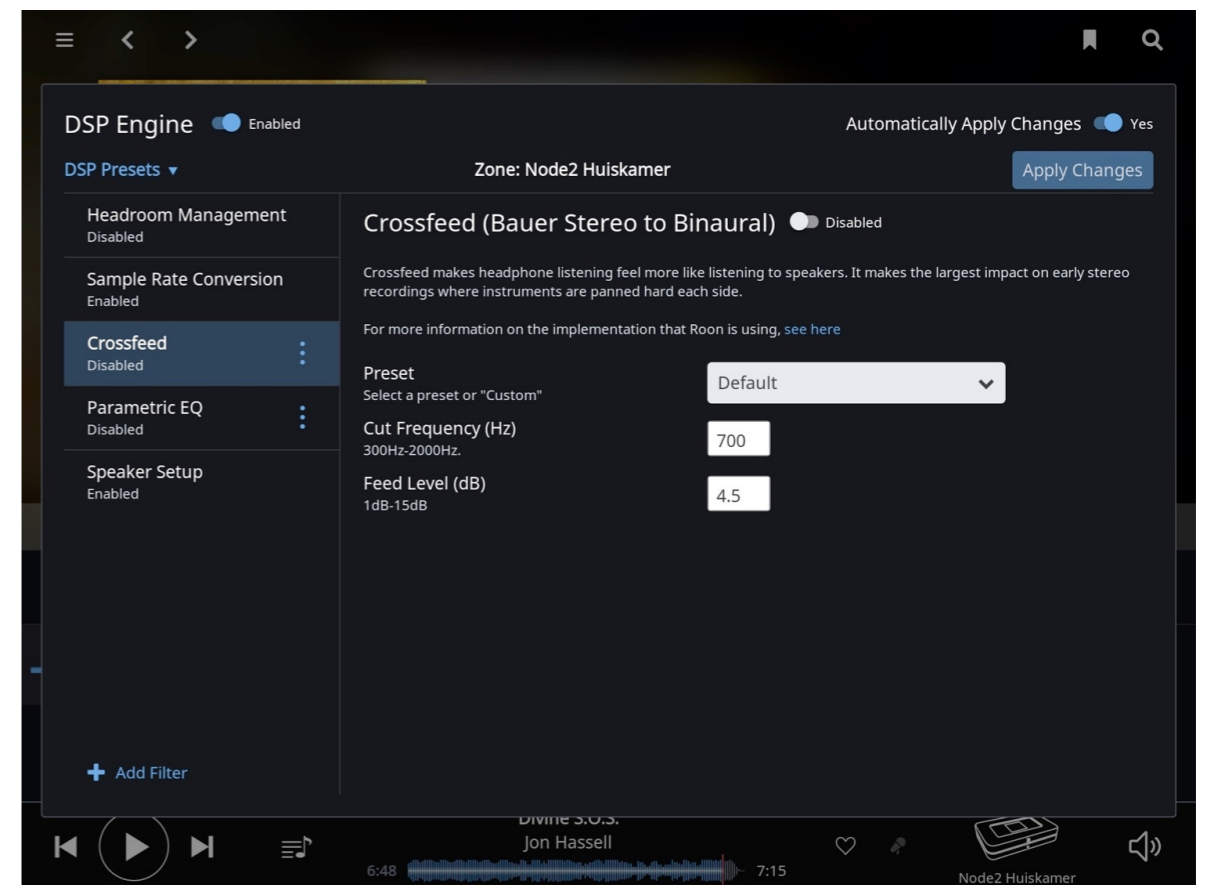 DSP Engine Enabled Automatically Apply Changes Yes
DSP Presets Zone: Node2 Huiskamer Apply Changes
Headroom Management
Disabled
Sample Rate Conversion
Enabled
Crossfeed
Disabled
Parametric EQ
Disabled
Speaker Setup
Enabled
Add Filter
Crossfeed (Bauer Stereo to Binaural) Disabled
Crossfeed makes headphone listening feel more like listening to speakers. It makes the largest impact on early stereo
recordings where instruments are panned hard each side.
For more information on the implementation that Roon is using, see here
Preset
Select a preset or "Custom"
Default
Cut Frequency (Hz)
300Hz-2000Hz.
700
Feed Level (dB)
1dB-15dB
4.5
Divine S.O.S.
Jon Hassell
6:48 7:15
Node2 Huiskamer